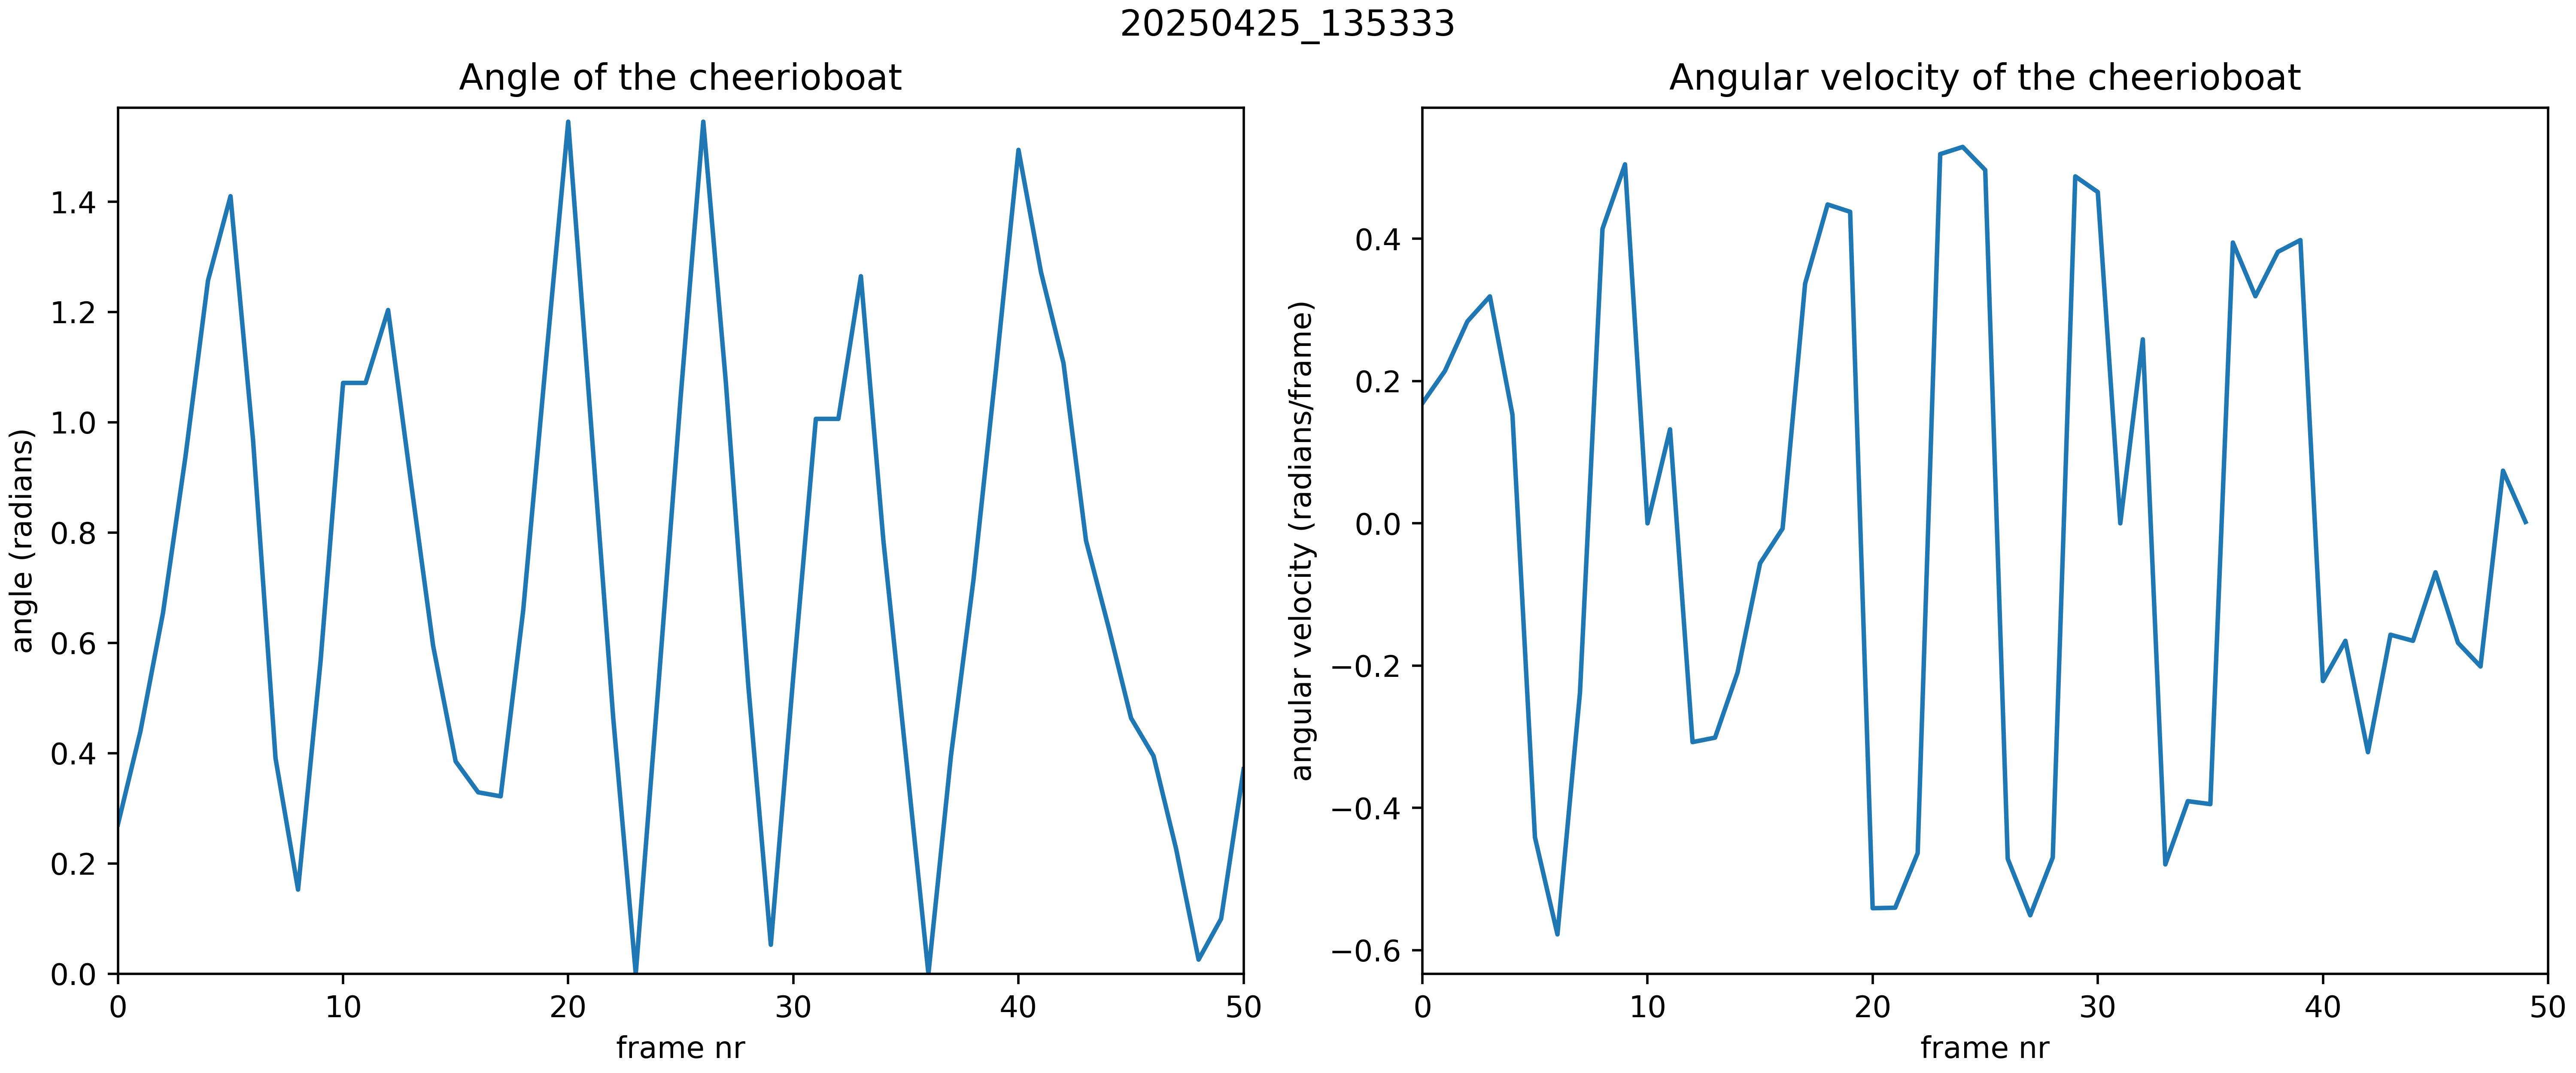 20250425_135333
Angle of the cheerioboat
angle (radians)
1.4
1.2
1.0
0.8
0.6
0.4
0.2
0.0
0 10 20 30 40 50
frame nr
Angular velocity of the cheerioboat
angular velocity (radians/frame)
0.4
0.2
0.0
−0.2
−0.4
−0.6
0 10 20 30 40 50
frame nr